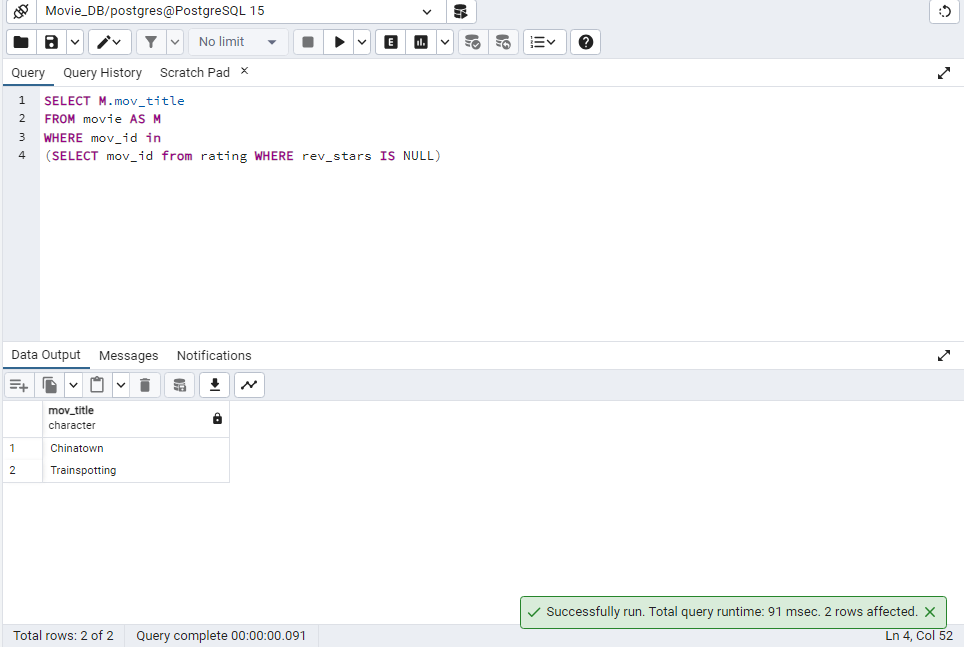 Movie_DB/postgres@PostgreSQL 15
No limit
E
Query Query History Scratch Pad ×
1 SELECT M.mov_title
2 FROM movie AS M
3 WHERE mov_id in
4 (SELECT mov_id from rating WHERE rev_stars IS NULL)
Data Output Messages Notifications
mov_title
character
1 Chinatown
2 Trainspotting
Successfully run. Total query runtime: 91 msec. 2 rows affected.
Total rows: 2 of 2 Query complete 00:00:00.091 Ln 4, Col 52